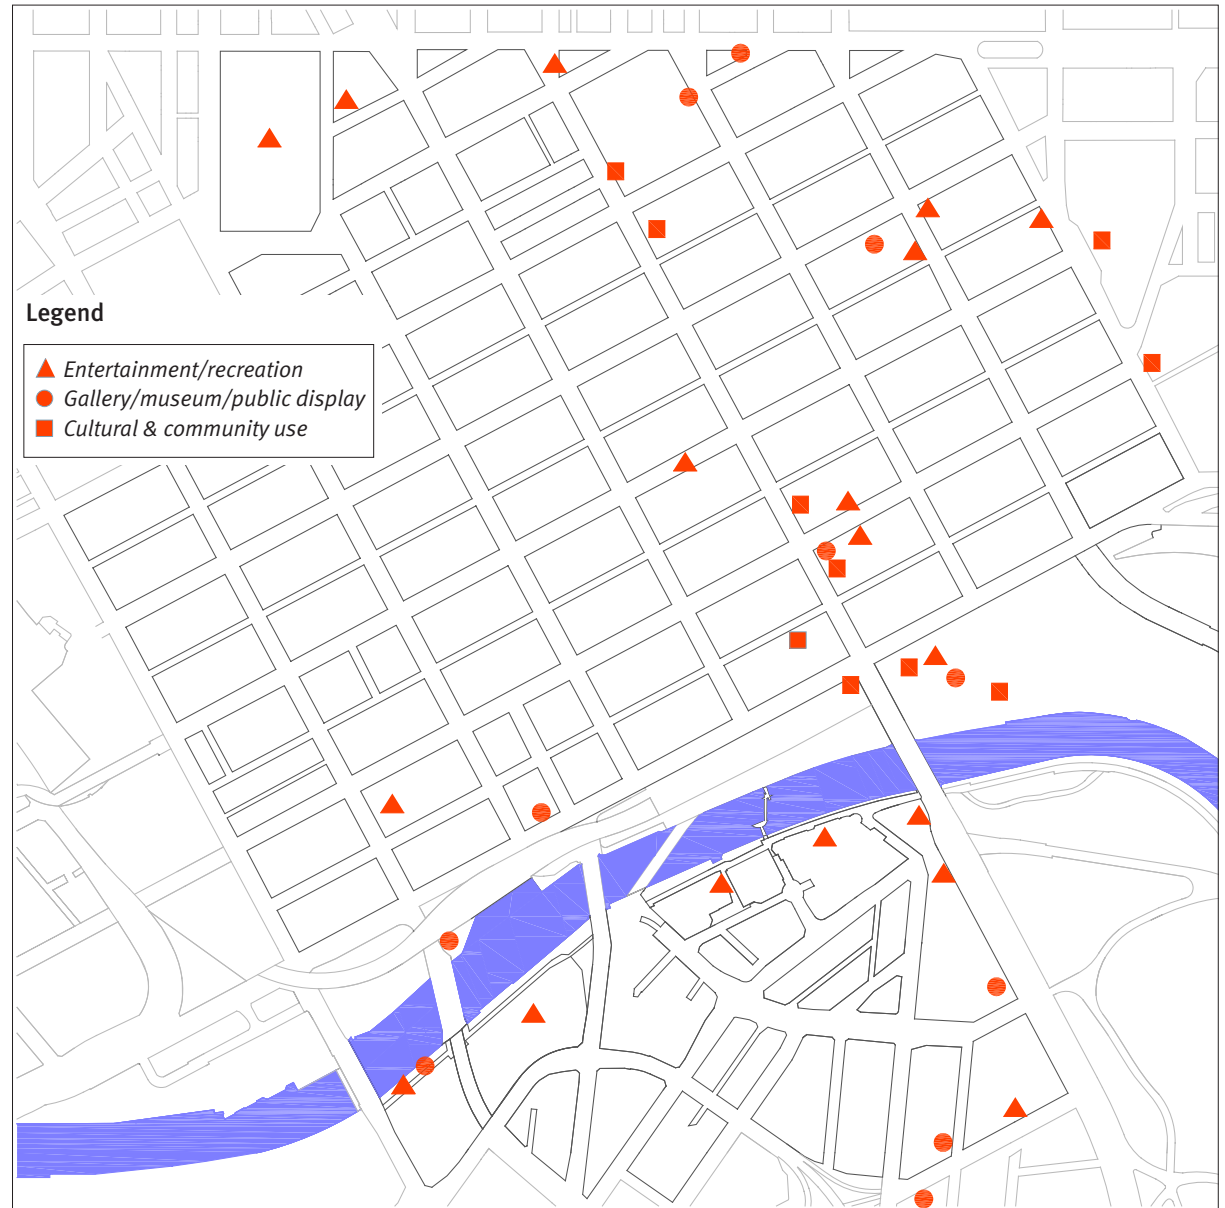 Legend
Entertainment/recreation
Gallery/museum/public display
Cultural & community use